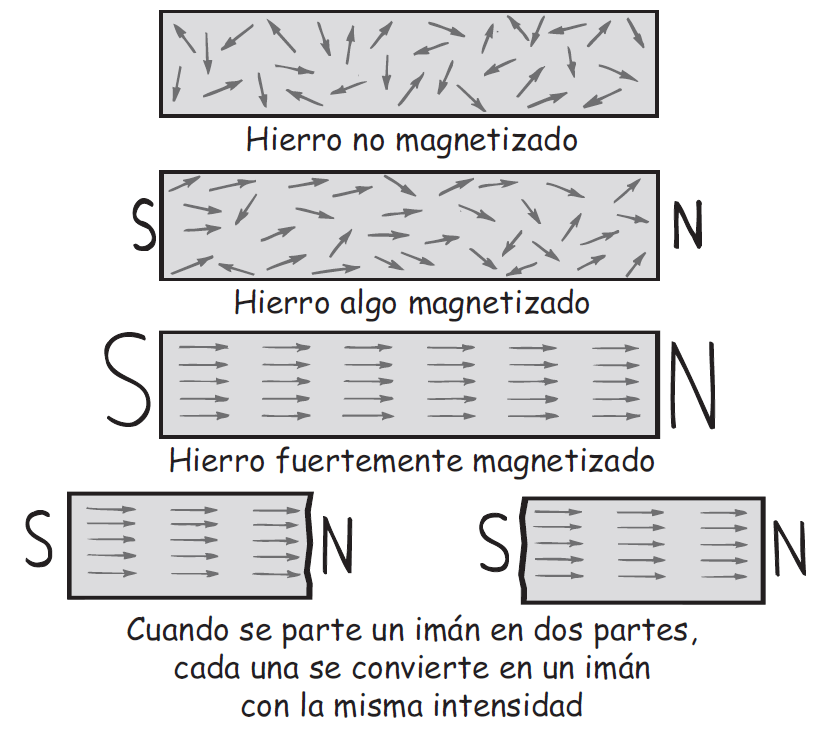 Hierro no magnetizado
S N
Hierro algo magnetizado
S N
Hierro fuertemente magnetizado
S N S N
Cuando se parte un imán en dos partes,
cada una se convierte en un imán
con la misma intensidad